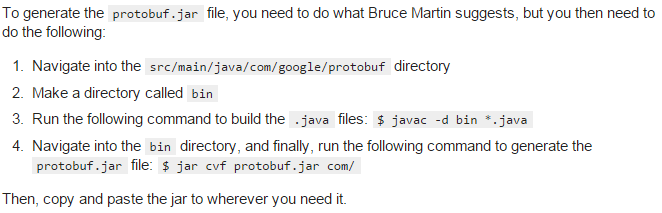 To generate the protobuf.jar file, you need to do what Bruce Martin suggests, but you then need to
do the following:
1. Navigate into the src/main/java/com/google/protobuf directory
2. Make a directory called bin
3. Run the following command to build the .java files: $ javac -d bin *.java
4. Navigate into the bin directory, and finally, run the following command to generate the
protobuf.jar file: $ jar cvf protobuf.jar com/
Then, copy and paste the jar to wherever you need it.